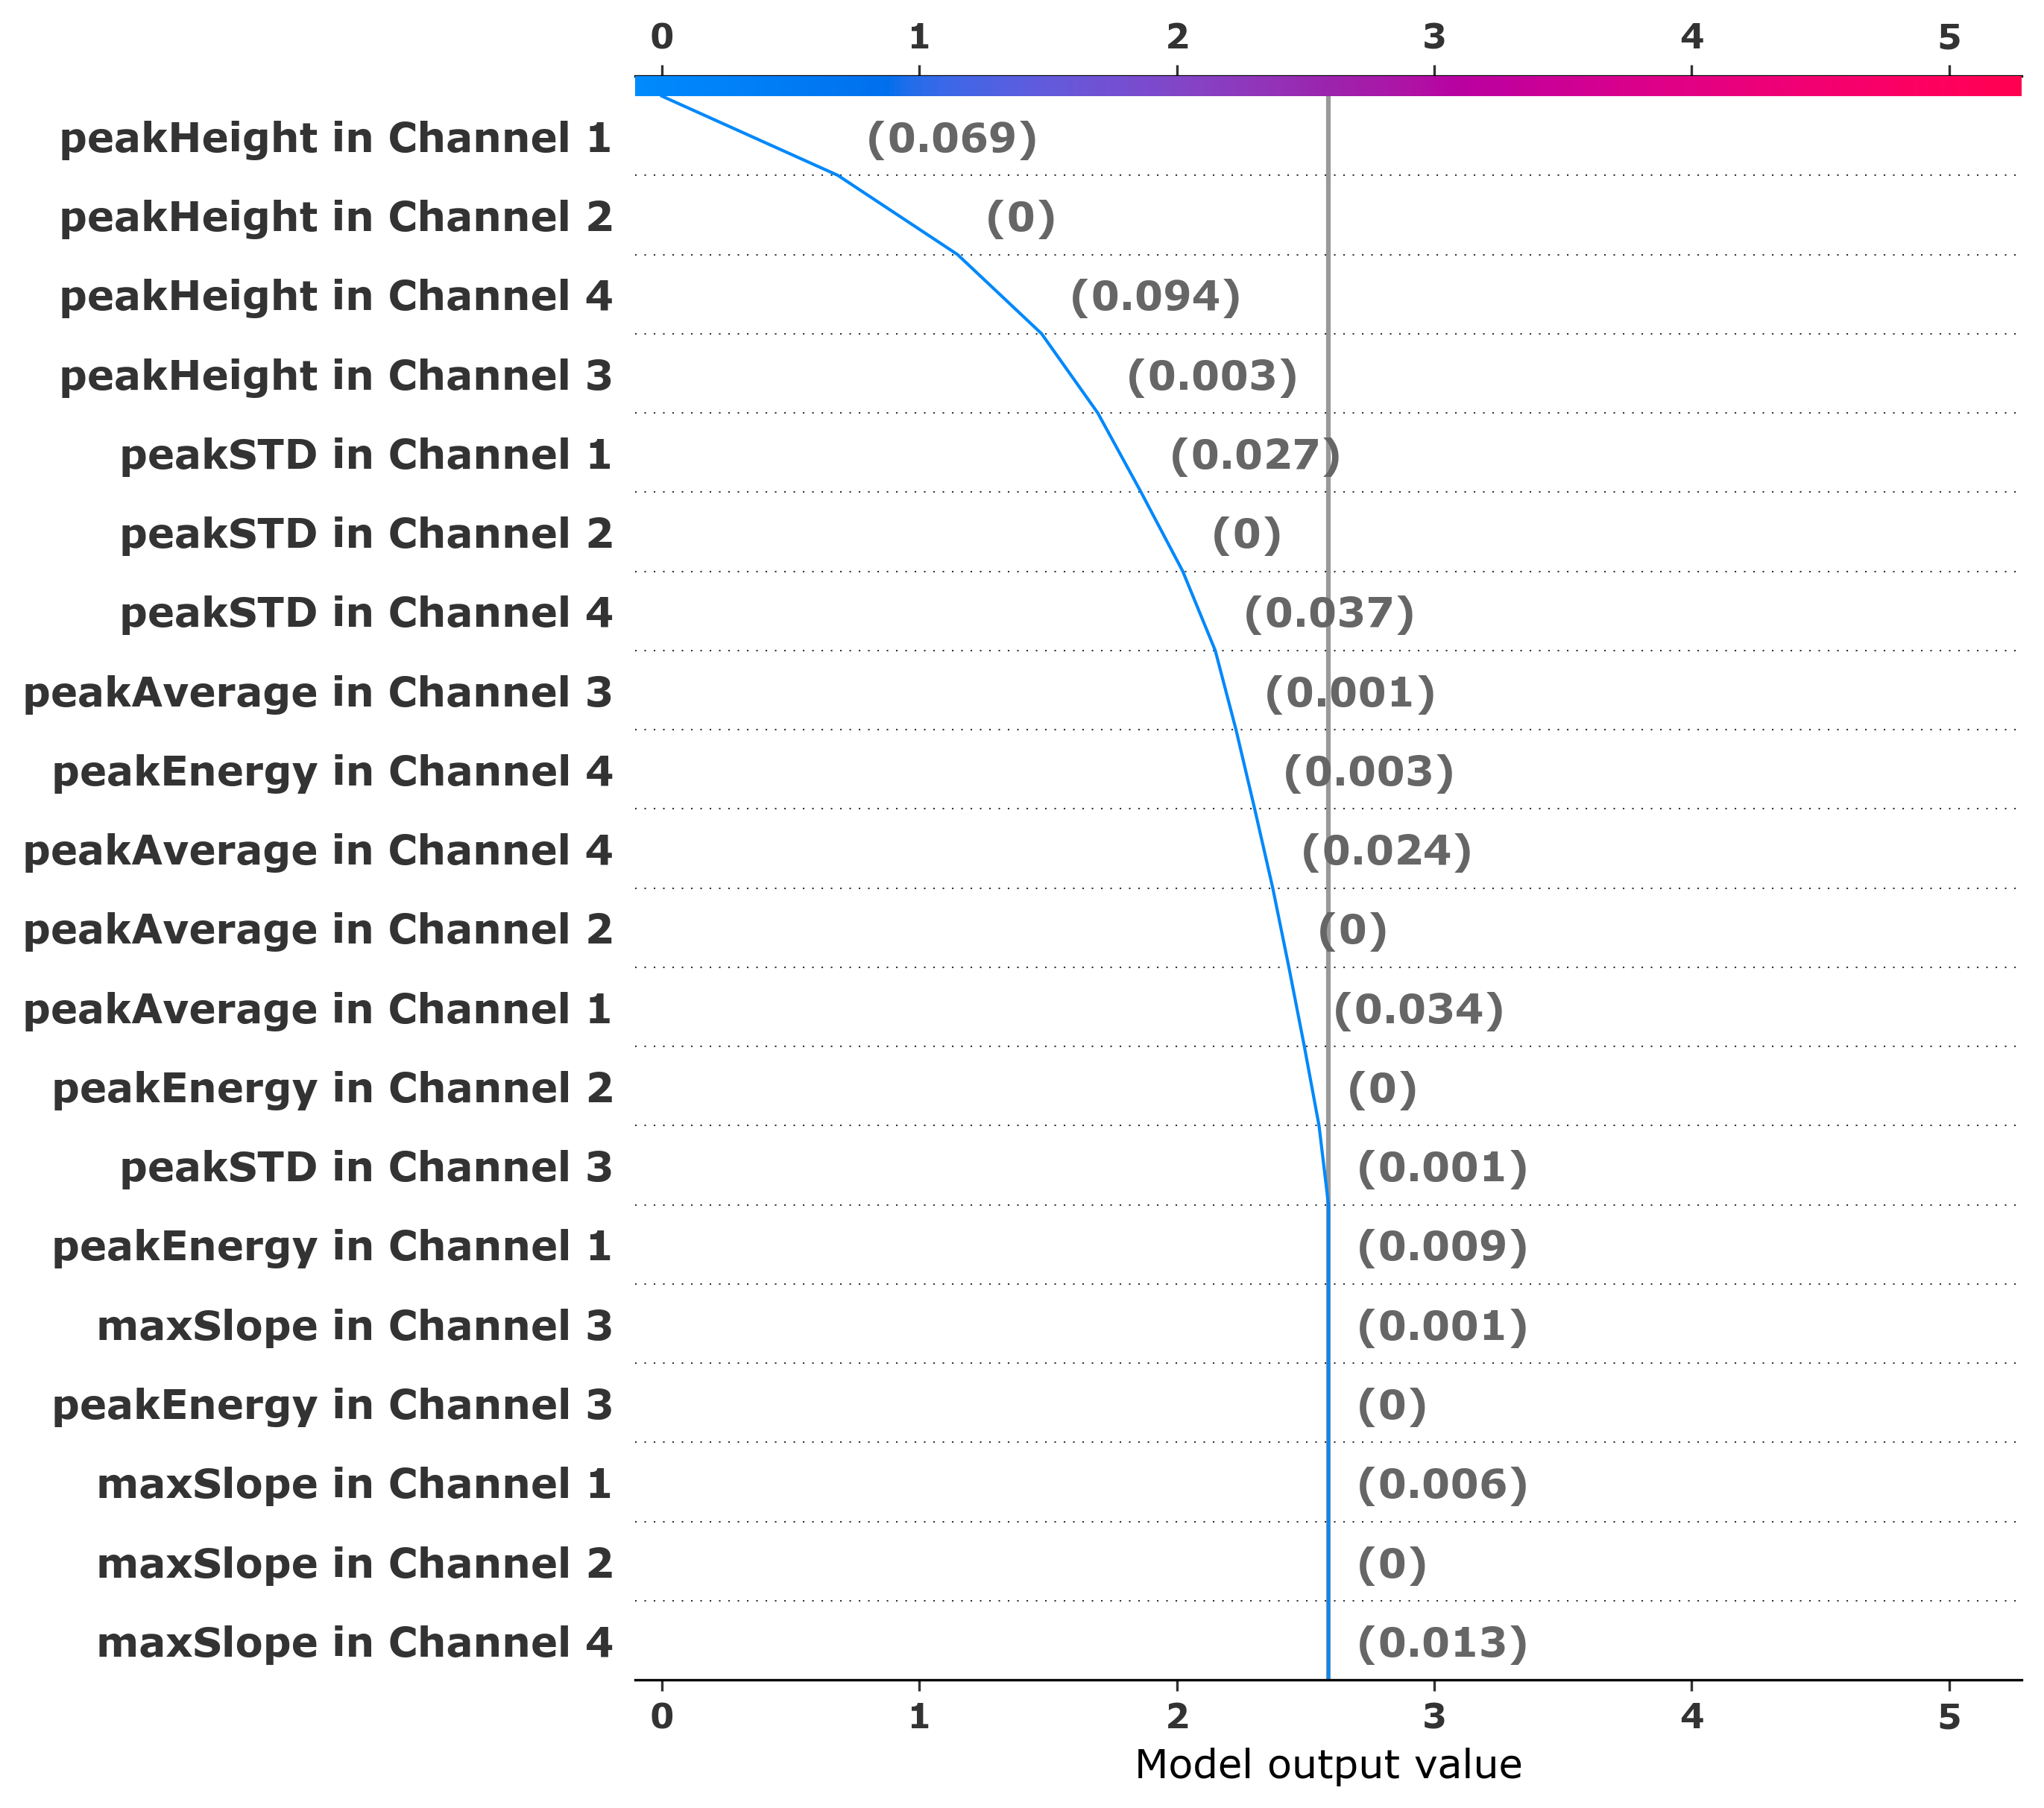 0 1 2 3 4 5
peakHeight in Channel 1 (0.069)
peakHeight in Channel 2 (0)
peakHeight in Channel 4 (0.094)
peakHeight in Channel 3 (0.003)
peakSTD in Channel 1 (0.027)
peakSTD in Channel 2 (0)
peakSTD in Channel 4 (0.037)
peakAverage in Channel 3 (0.001)
peakEnergy in Channel 4 (0.003)
peakAverage in Channel 4 (0.024)
peakAverage in Channel 2 (0)
peakAverage in Channel 1 (0.034)
peakEnergy in Channel 2 (0)
peakSTD in Channel 3 (0.001)
peakEnergy in Channel 1 (0.009)
maxSlope in Channel 3 (0.001)
peakEnergy in Channel 3 (0)
maxSlope in Channel 1 (0.006)
maxSlope in Channel 2 (0)
maxSlope in Channel 4 (0.013)
0 1 2 3 4 5
Model output value